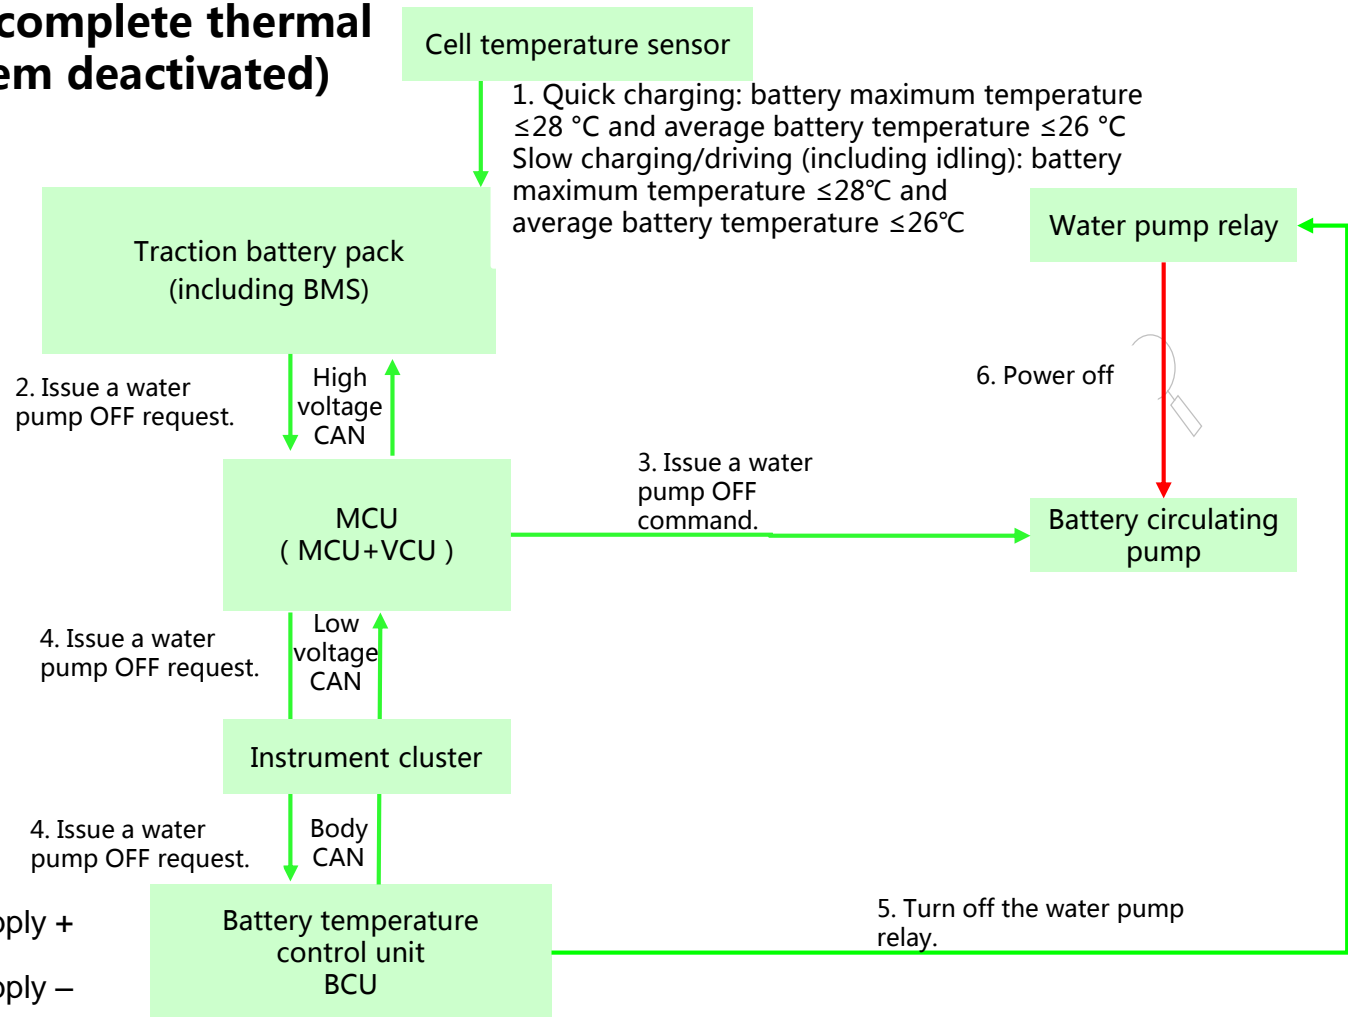 complete thermal
em deactivated)
Cell temperature sensor
1. Quick charging: battery maximum temperature
≤28 °C and average battery temperature ≤26 °C
Slow charging/driving (including idling): battery
maximum temperature ≤28℃ and
average battery temperature ≤26℃
Traction battery pack
(including BMS)
Water pump relay
2. Issue a water
pump OFF request.
High
voltage
CAN
6. Power off
3. Issue a water
pump OFF
command.
MCU
( MCU+VCU )
Battery circulating
pump
4. Issue a water
pump OFF request.
Low
voltage
CAN
Instrument cluster
4. Issue a water
pump OFF request.
Body
CAN
pply +
pply –
Battery temperature
control unit
BCU
5. Turn off the water pump
relay.